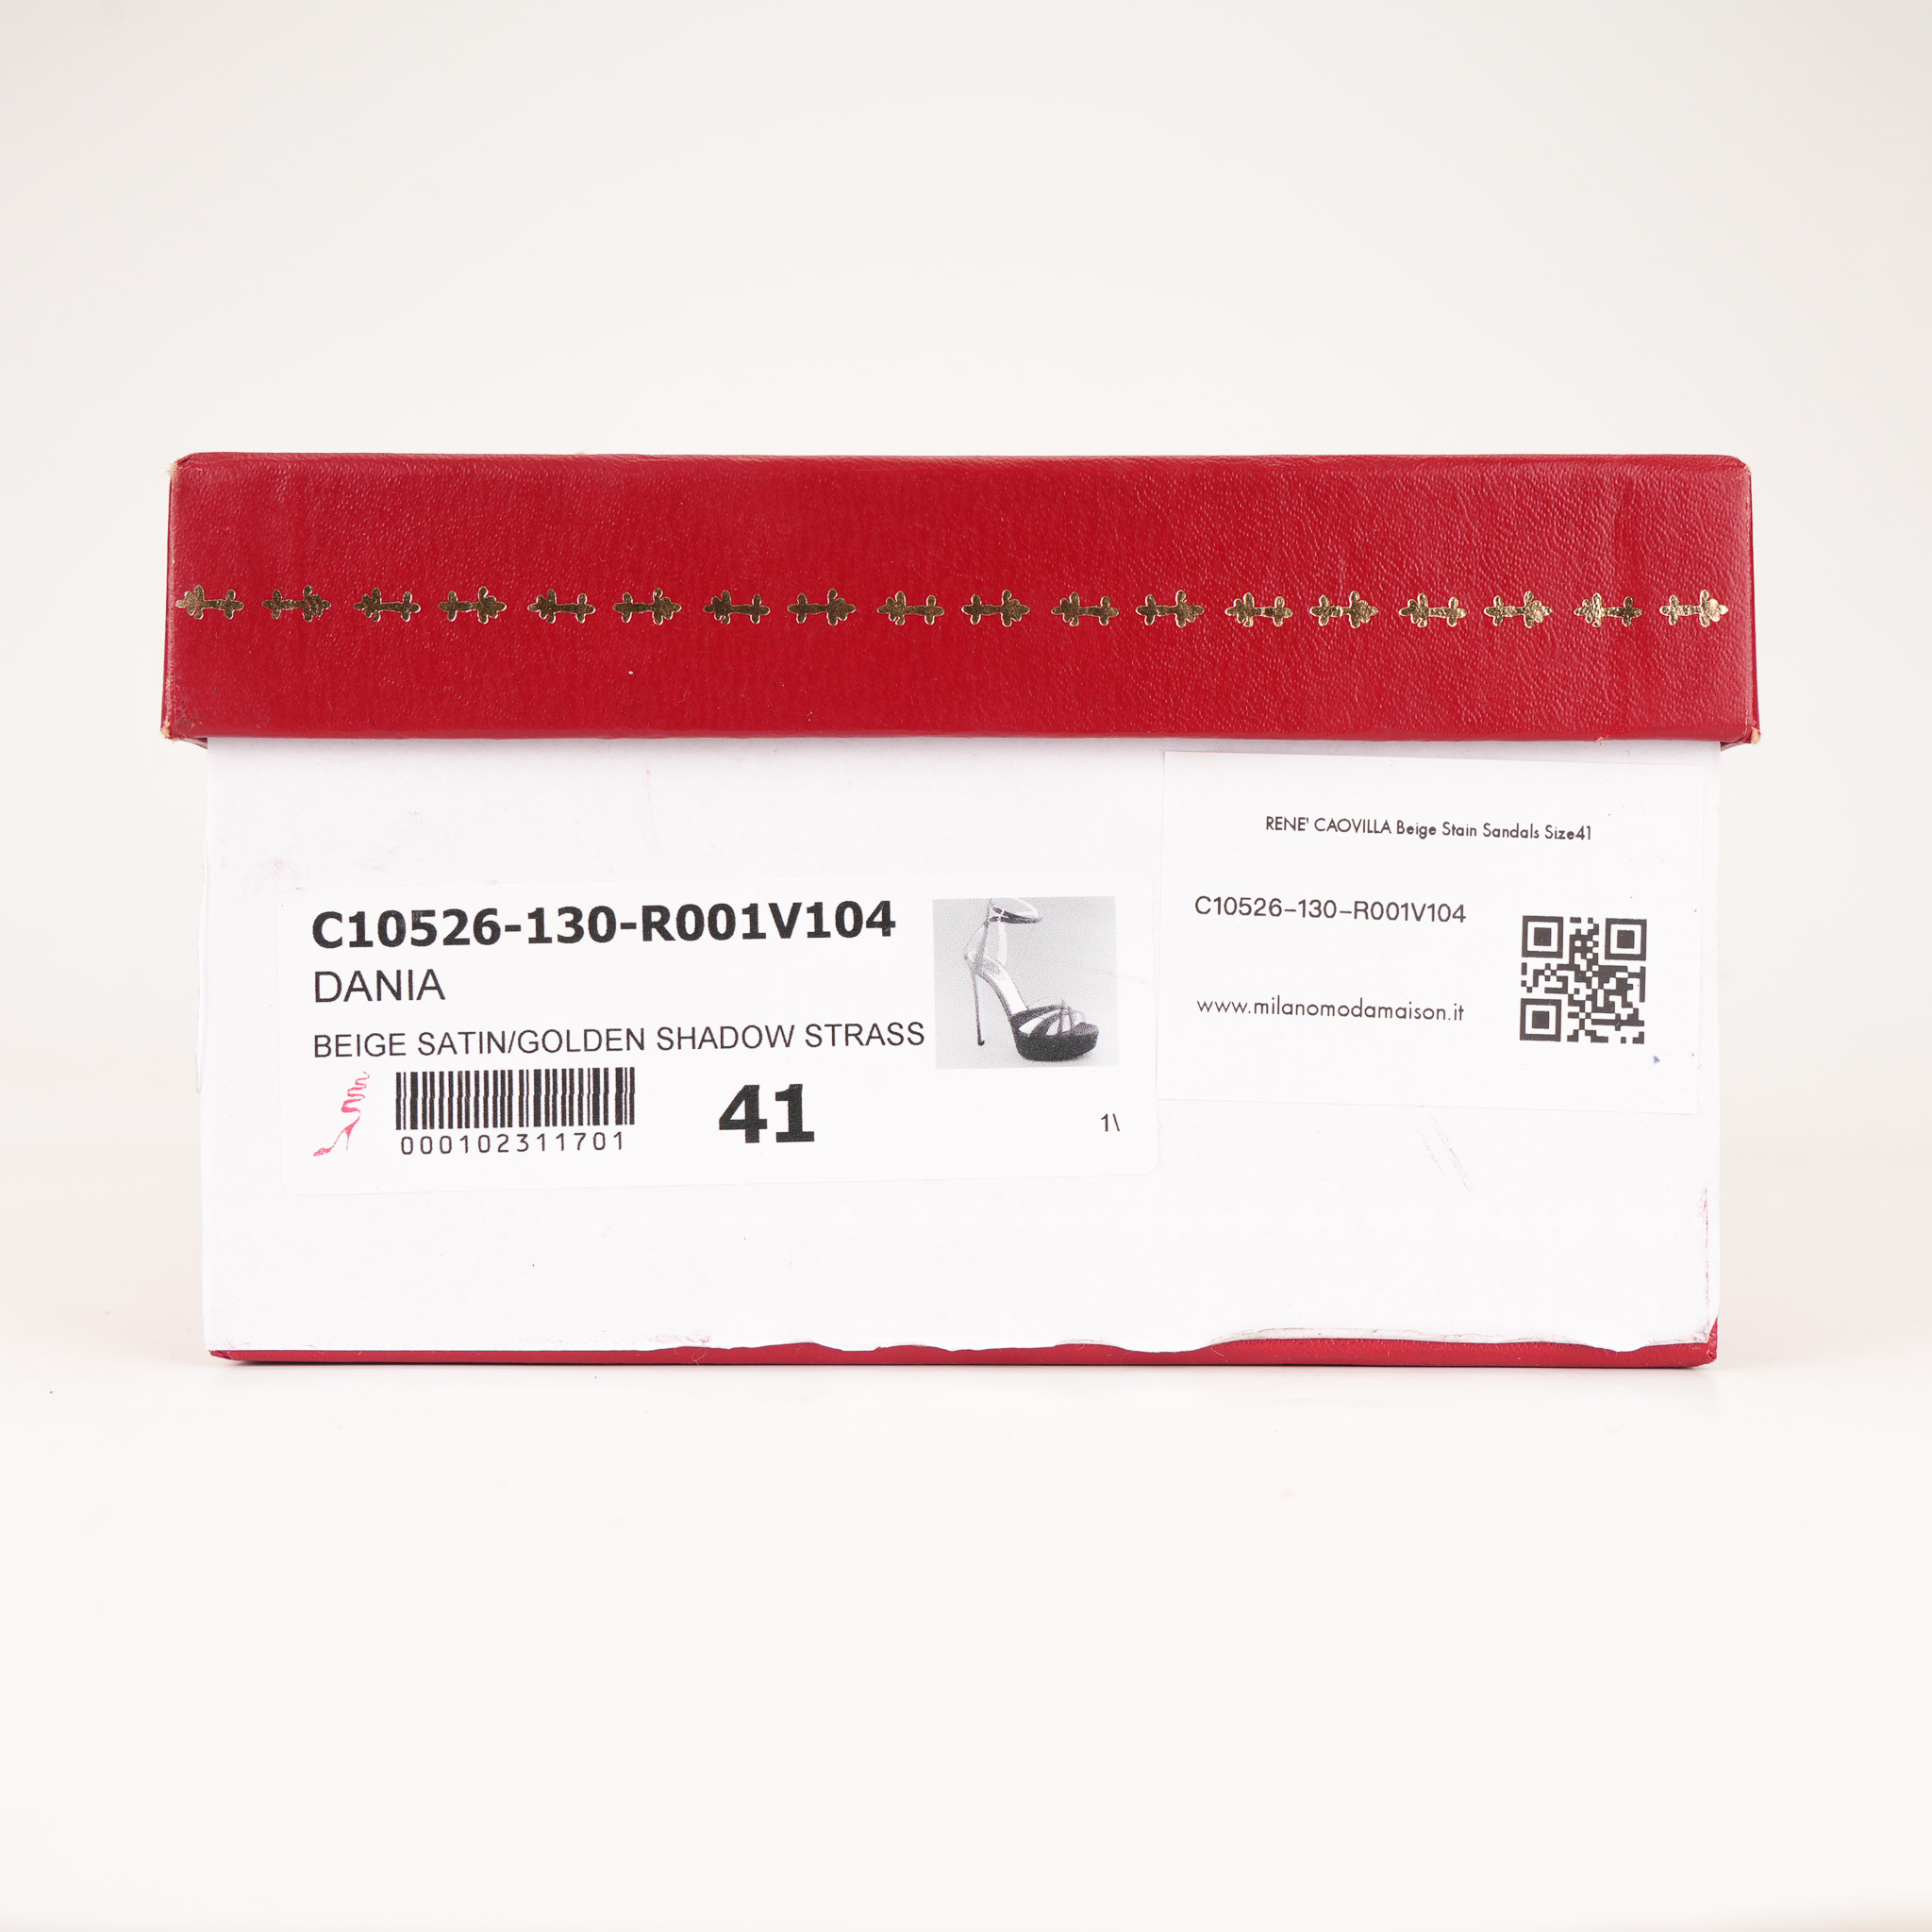 C10526-130-R001V104
DANIA
BEIGE SATIN/GOLDEN SHADOW STRASS
000102311701
41
1\
RENE' CAOVILLA Beige Stain Sandals Size41
C10526-130-R001V104
www.milanomodamaison.it